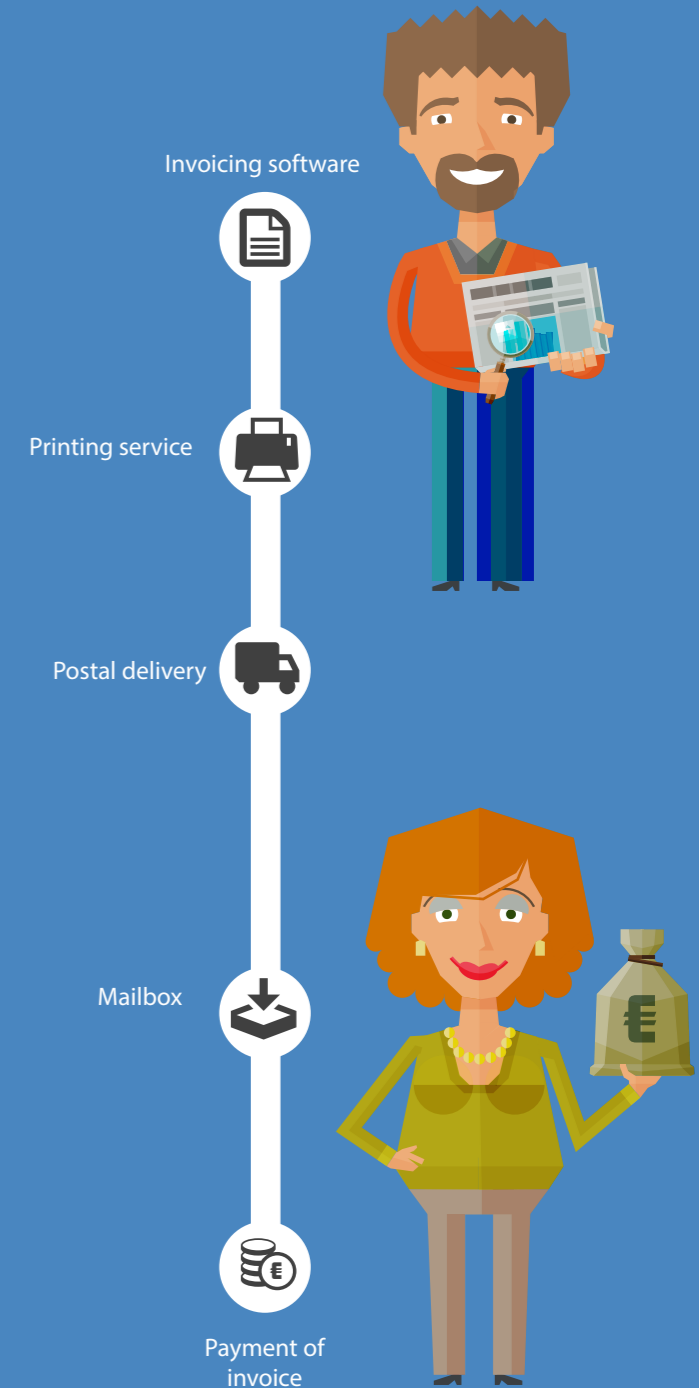 Invoicing software
Printing service
Postal delivery
Mailbox
€
€
Payment of
invoice